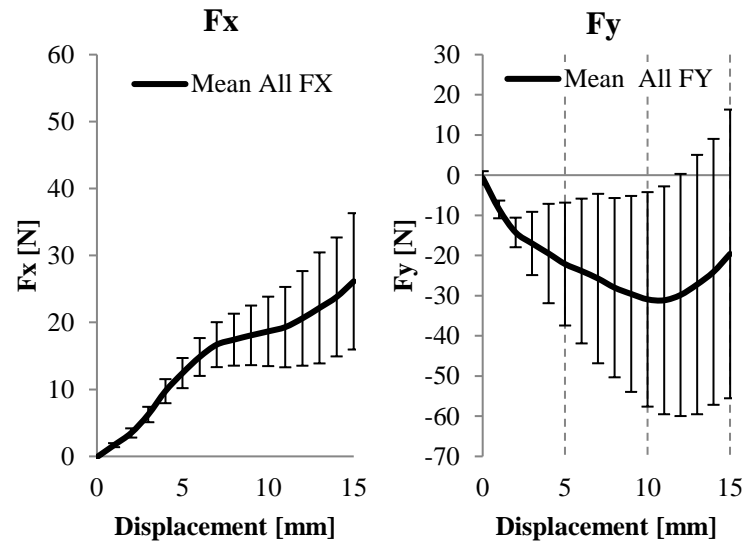 Fx
60
50
40
30
20
10
0
Fx [N]
Mean All FX
0 5 10 15
Displacement [mm]
Fy
30
20
10
0
-10
-20
-30
-40
-50
-60
-70
Fy [N]
Mean All FY
0 5 10 15
Displacement [mm]